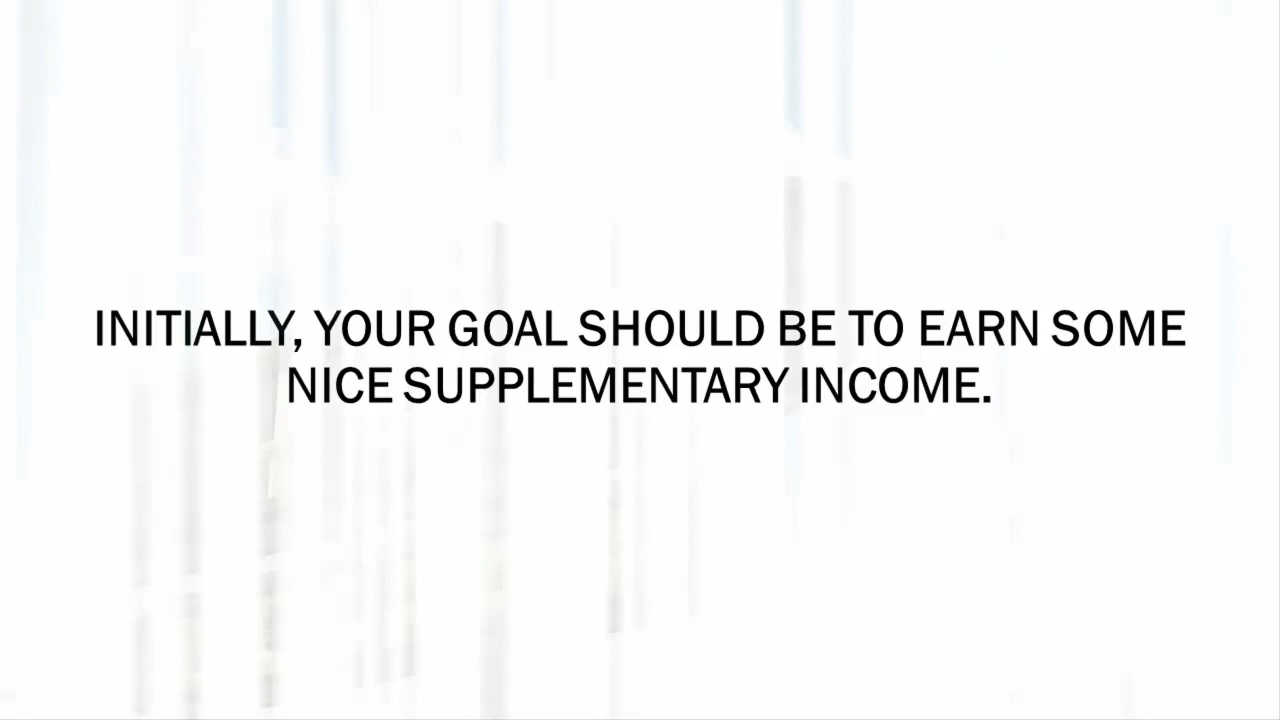 INITIALLY, YOUR GOAL SHOULD BE TO EARN SOME
NICE SUPPLEMENTARY INCOME.